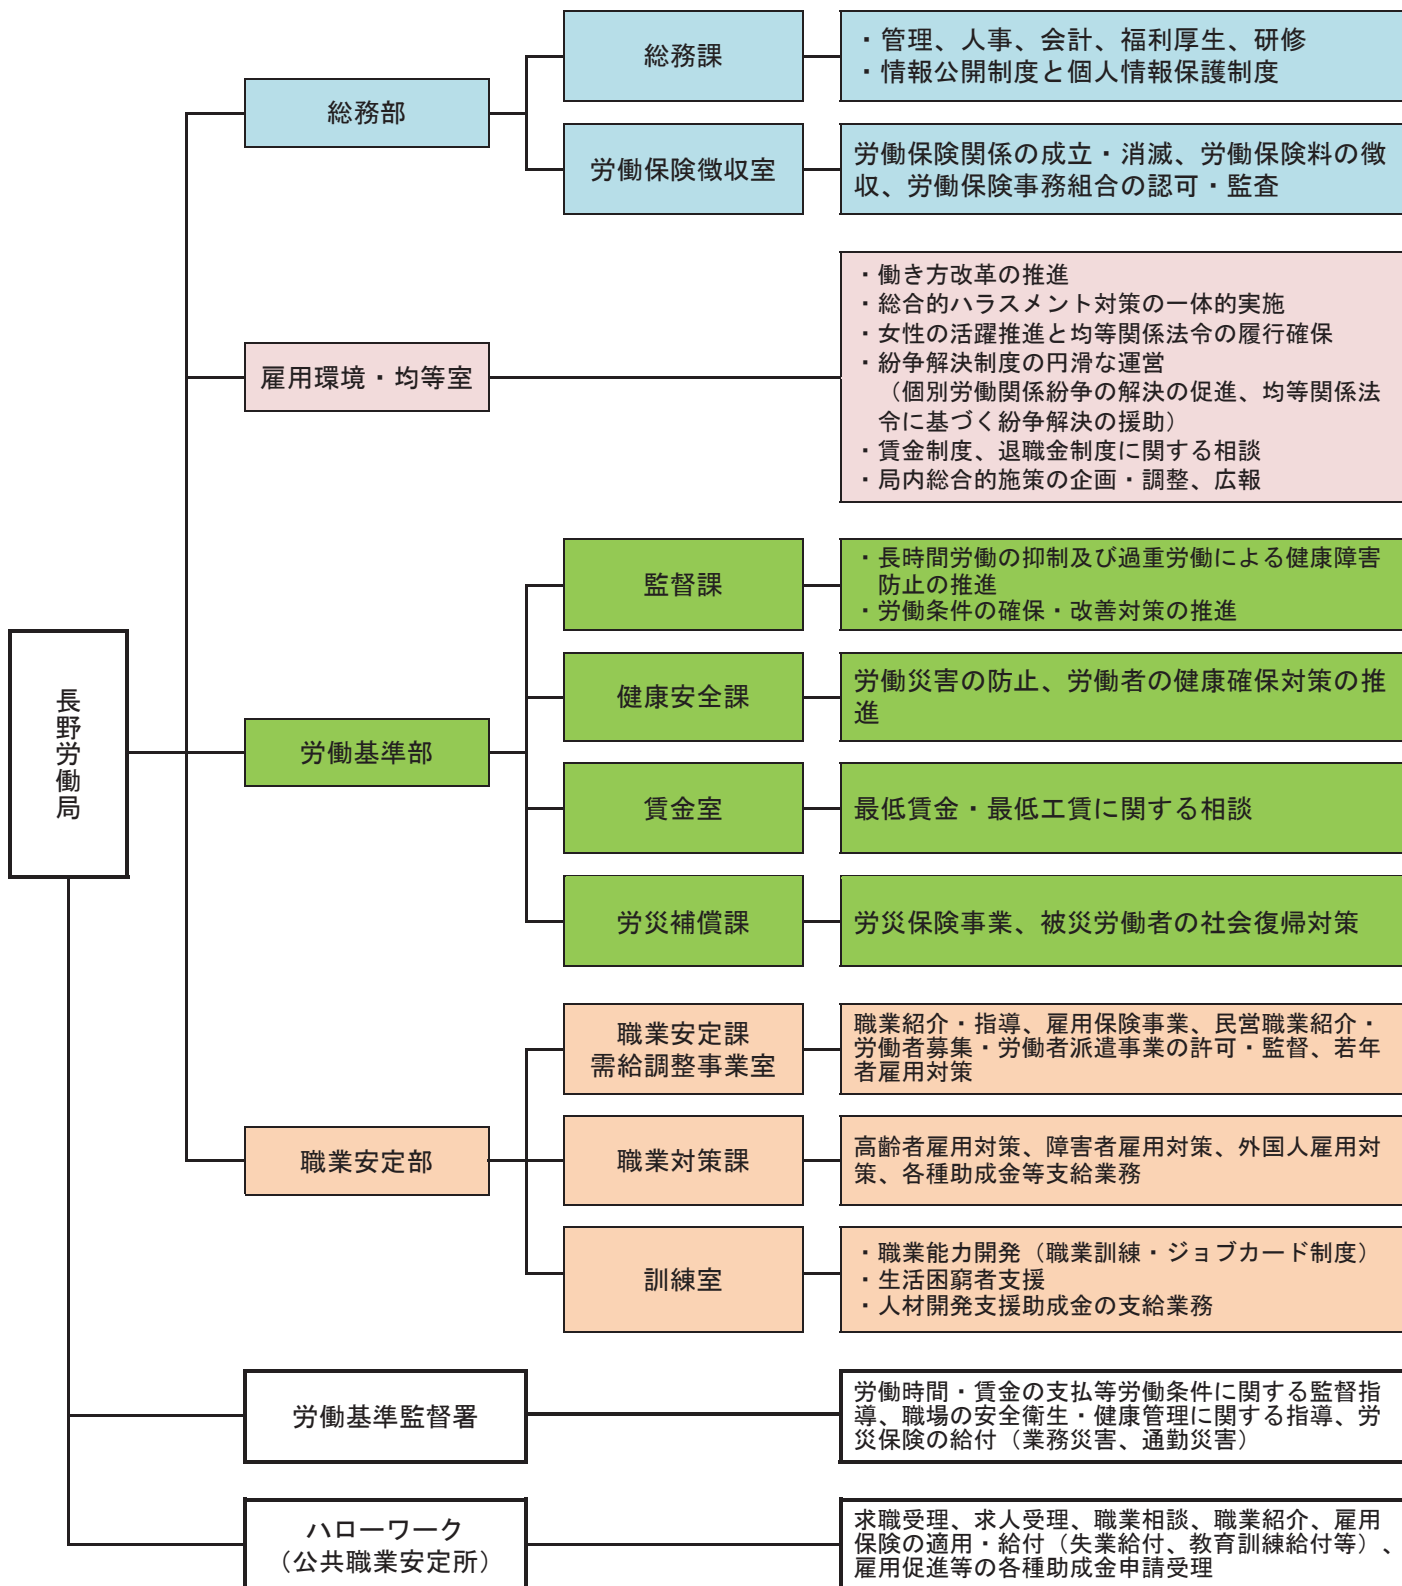 総務課
・管理、人事、会計、福利厚生、研修
・情報公開制度と個人情報保護制度
総務部
労働保険徴収室
労働保険関係の成立・消滅、労働保険料の徴
収、労働保険事務組合の認可・監査
雇用環境・均等室
・働き方改革の推進
・総合的ハラスメント対策の一体的実施
・女性の活躍推進と均等関係法令の履行確保
・紛争解決制度の円滑な運営
（個別労働関係紛争の解決の促進、均等関係法
令に基づく紛争解決の援助）
・賃金制度、退職金制度に関する相談
・局内総合的施策の企画・調整、広報
監督課
・長時間労働の抑制及び過重労働による健康障害
防止の推進
・労働条件の確保・改善対策の推進
長野労働局
健康安全課
労働災害の防止、労働者の健康確保対策の推
進
労働基準部
賃金室
最低賃金・最低工賃に関する相談
労災補償課
労災保険事業、被災労働者の社会復帰対策
職業安定課
需給調整事業室
職業紹介・指導、雇用保険事業、民営職業紹介・
労働者募集・労働者派遣事業の許可・監督、若年
者雇用対策
職業安定部
職業対策課
高齢者雇用対策、障害者雇用対策、外国人雇用対
策、各種助成金等支給業務
訓練室
・職業能力開発（職業訓練・ジョブカード制度）
・生活困窮者支援
・人材開発支援助成金の支給業務
労働基準監督署
労働時間・賃金の支払等労働条件に関する監督指
導、職場の安全衛生・健康管理に関する指導、労
災保険の給付（業務災害、通勤災害）
ハローワーク
（公共職業安定所）
求職受理、求人受理、職業相談、職業紹介、雇用
保険の適用・給付（失業給付、教育訓練給付等）、
雇用促進等の各種助成金申請受理